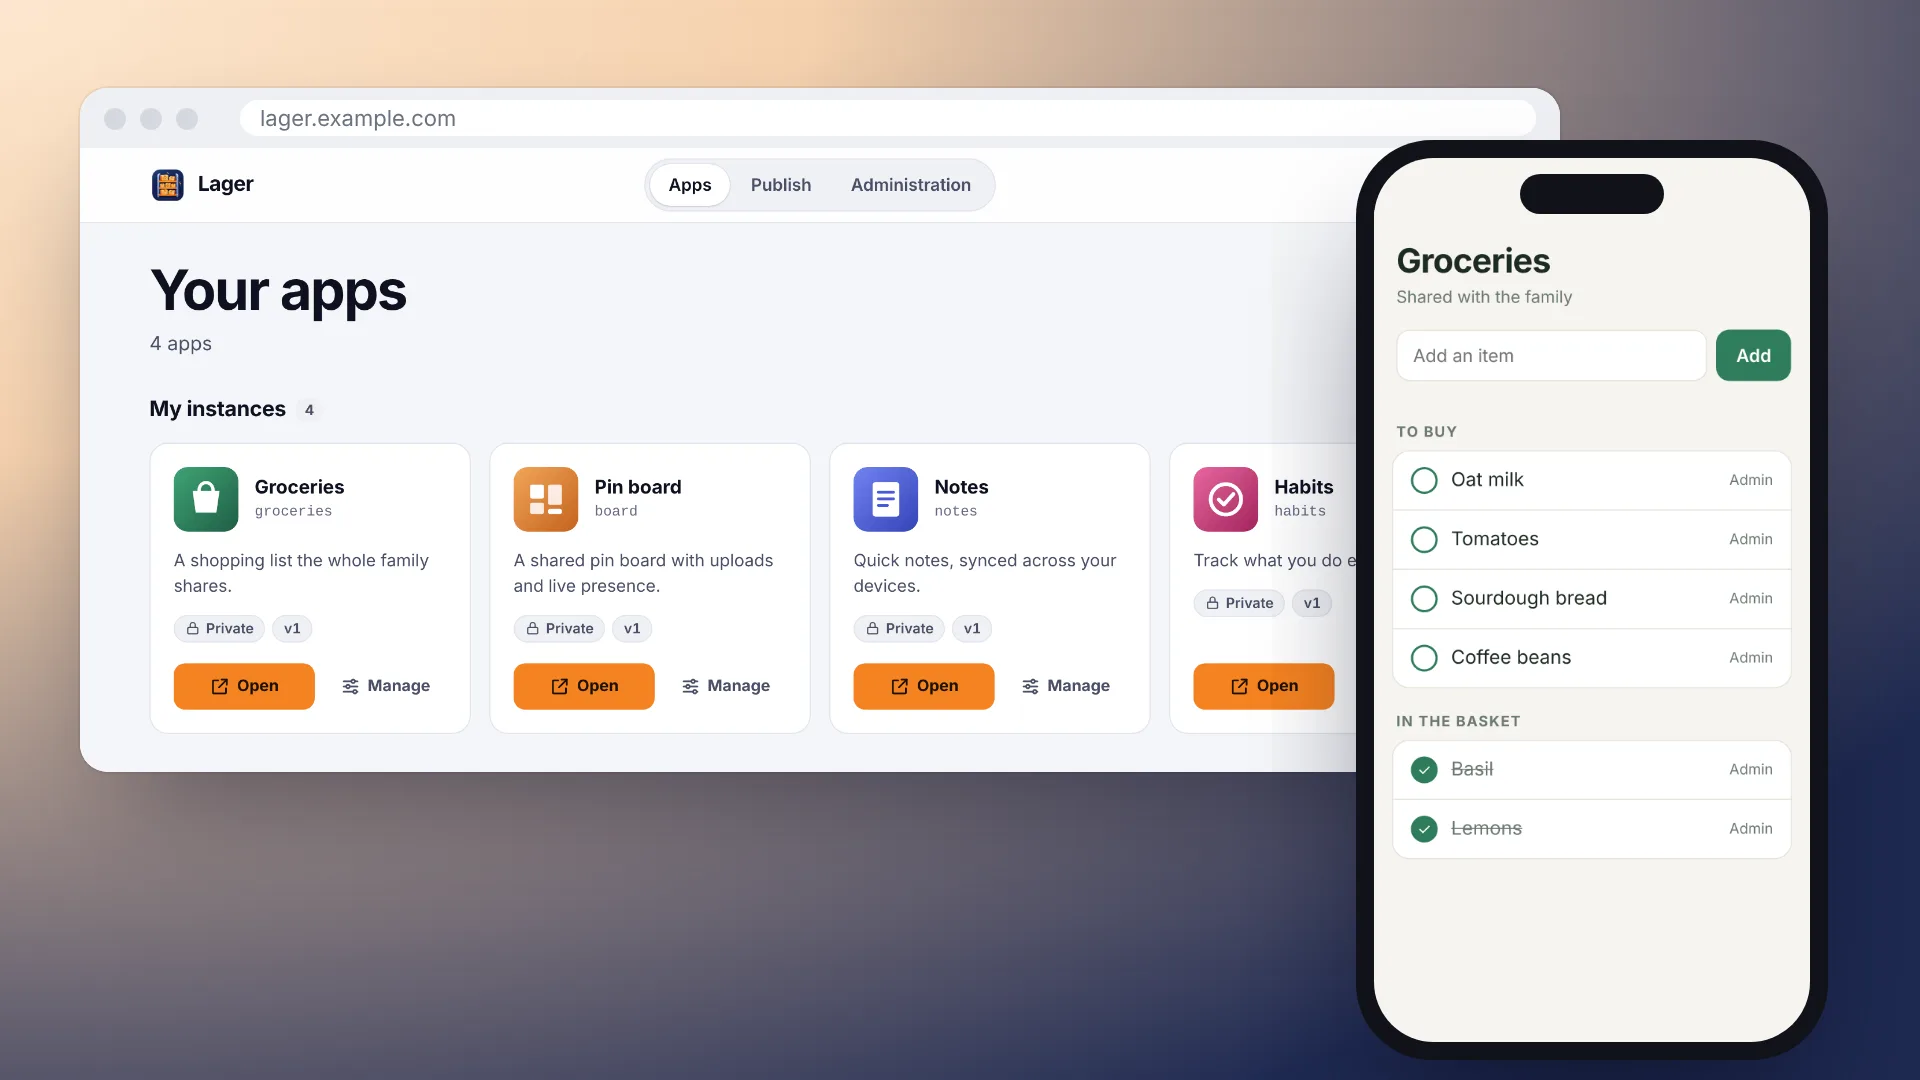 lager.example.com
Lager
Apps
Publish
Administration
Your apps
4 apps
My instances 4
Groceries
groceries
A shopping list the whole family
shares.
Private
v1
Open
Manage
Pin board
board
A shared pin board with uploads
and live presence.
Private
v1
Open
Manage
Notes
notes
Quick notes, synced across your
devices.
Private
v1
Open
Manage
Habits
habits
Track what you do
Private
v1
Open
Groceries
Shared with the family
Add an item
Add
TO BUY
Oat milk Admin
Tomatoes Admin
Sourdough bread Admin
Coffee beans Admin
IN THE BASKET
Basil Admin
Lemons Admin